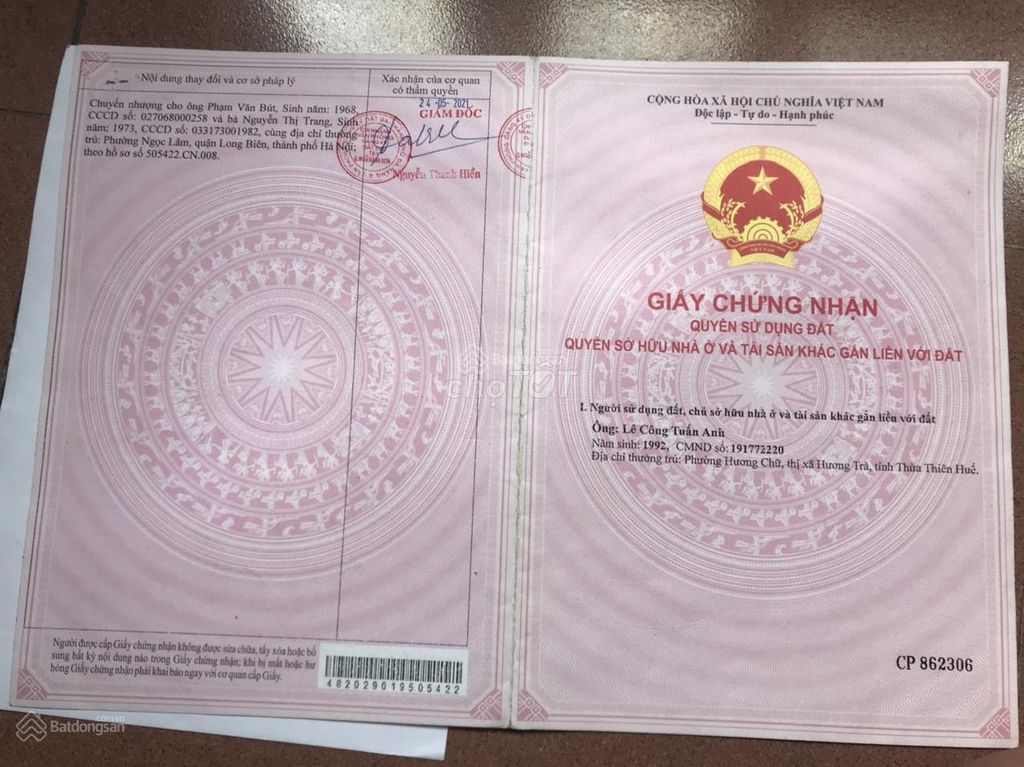 Nội dung thay đổi và cơ sở pháp lý
Xác nhận của cơ quan
có thẩm quyền
Chuyển nhượng cho ông Phạm Văn Bút, Sinh năm: 1968,
CCCD số: 027068000258 và bà Nguyễn Thị Trang, Sinh
năm: 1973, CCCD số: 033173001982, cùng địa chỉ thường
trú: Phường Ngọc Lâm, quận Long Biên, thành phố Hà Nội;
theo hồ sơ số 505422.CN.008.
24-05-2021
GIÁM ĐỐC
Nguyễn Thanh Hiền
Người được cấp Giấy chứng nhận không được sửa chữa, tẩy xóa hoặc bổ
sung bất kỳ nội dung nào trong Giấy chứng nhận; khi bị mất hoặc hư
hỏng Giấy chứng nhận phải khai báo ngay với cơ quan cấp Giấy.
482029019505422
CỘNG HÒA XÃ HỘI CHỦ NGHĨA VIỆT NAM
Độc lập - Tự do - Hạnh phúc
VIỆT NAM
GIẤY CHỨNG NHẬN
QUYỀN SỬ DỤNG ĐẤT
QUYỀN SỞ HỮU NHÀ Ở VÀ TÀI SẢN KHÁC GẮN LIỀN VỚI ĐẤT
I. Người sử dụng đất, chủ sở hữu nhà ở và tài sản khác gắn liền với đất
Ông: Lê Công Tuấn Anh
Năm sinh: 1992, CMND số: 191772220
Địa chỉ thường trú: Phường Hương Chữ, thị xã Hương Trà, tỉnh Thừa Thiên Huế.
CP 862306
Batdongsan
choTOT
Batdongsan
.com.vn